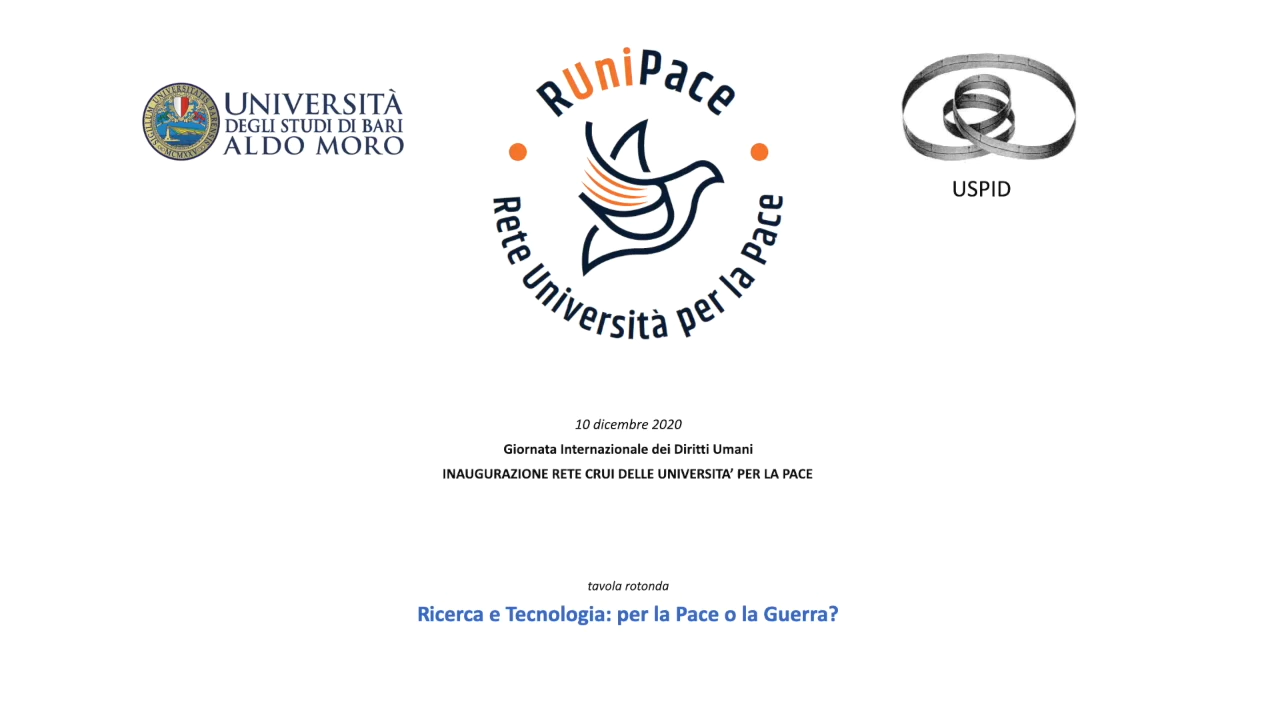 UNIVERSITÀ
DEGLI STUDI DI BARI
ALDO MORO
RUniPace
Rete Università per la Pace
USPID
10 dicembre 2020
Giornata Internazionale dei Diritti Umani
INAUGURAZIONE RETE CRUI DELLE UNIVERSITA’ PER LA PACE
tavola rotonda
Ricerca e Tecnologia: per la Pace o la Guerra?